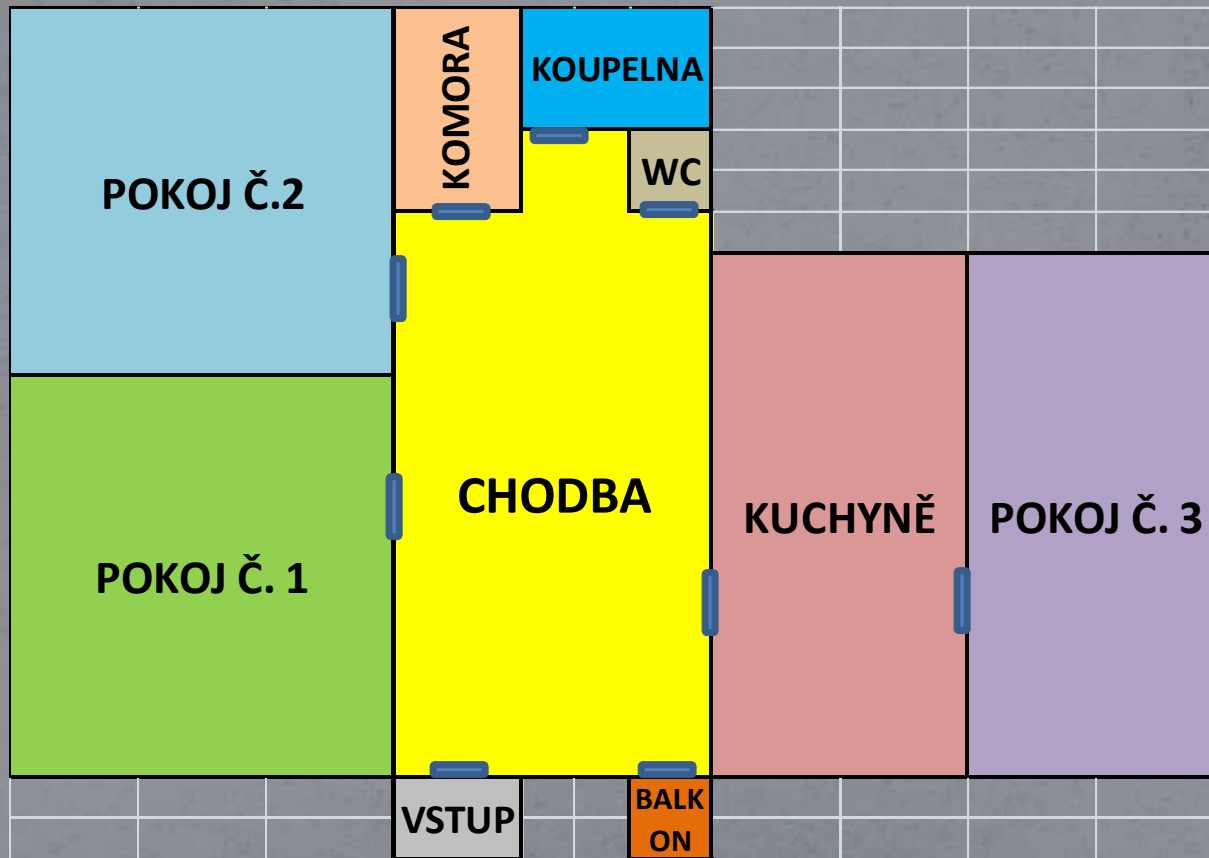 POKOJ Č.2
KOMORA
KOUPELNA
WC
CHODBA
KUCHYNĚ
POKOJ Č. 3
POKOJ Č. 1
VSTUP
BALK
ON